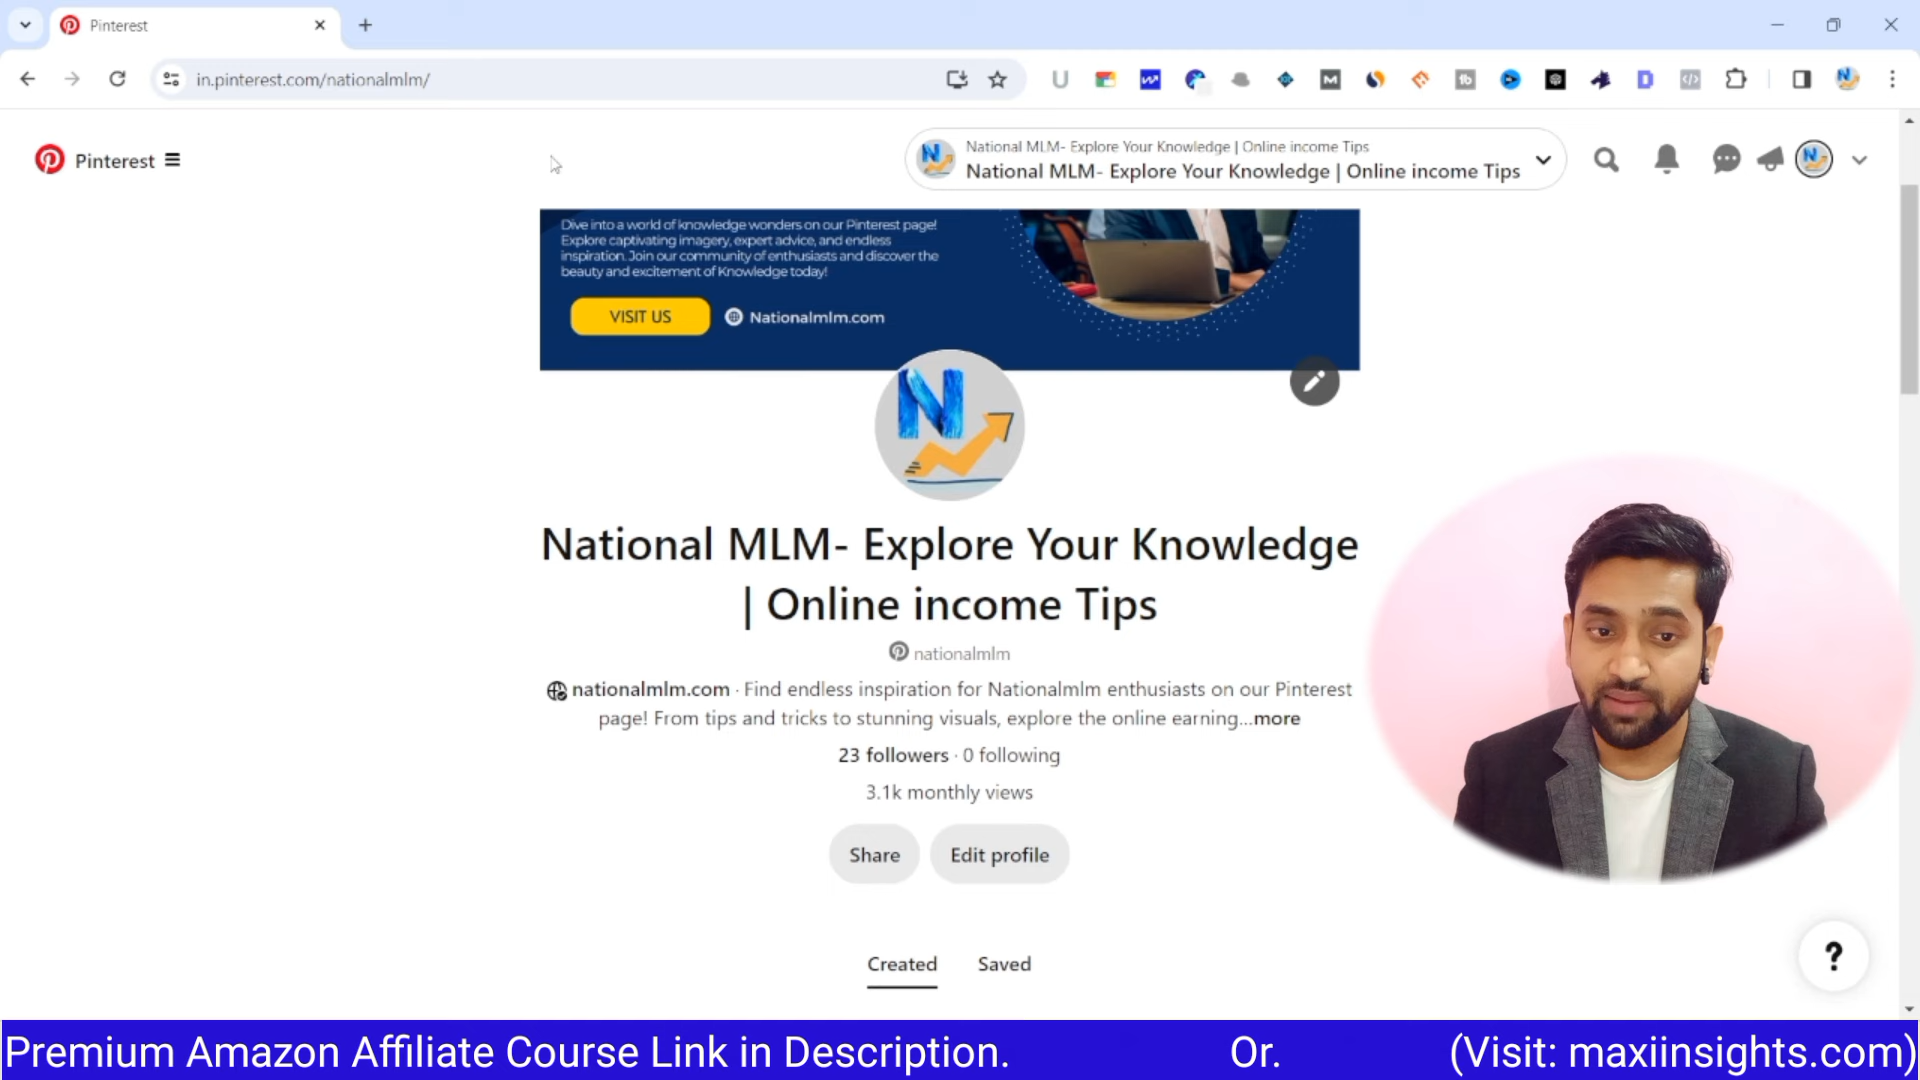 Pinterest
in.pinterest.com/nationalmlm/
Pinterest
National MLM- Explore Your Knowledge | Online income Tips
National MLM- Explore Your Knowledge | Online income Tips
Dive into a world of knowledge wonders on our Pinterest page!
Explore captivating imagery, expert advice, and endless
inspiration. Join our community of enthusiasts and discover the
beauty and excitement of Knowledge today!
VISIT US
Nationalmlm.com
National MLM- Explore Your Knowledge
| Online income Tips
nationalmlm
nationalmlm.com · Find endless inspiration for Nationalmlm enthusiasts on our Pinterest
page! From tips and tricks to stunning visuals, explore the online earning...more
23 followers · 0 following
3.1k monthly views
Share
Edit profile
Created
Saved
?
Premium Amazon Affiliate Course Link in Description. Or. (Visit: maxiinsights.com)